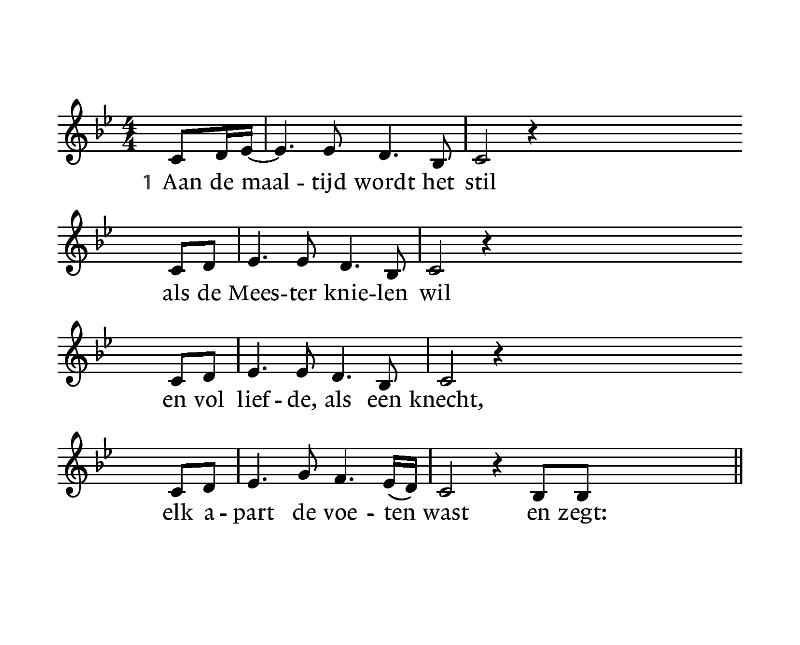 1 Aan de maal - tijd wordt het stil
als de Mees-ter knie-len wil
en vol lief - de, als een knecht,
elk a - part de voe - ten wast en zegt: